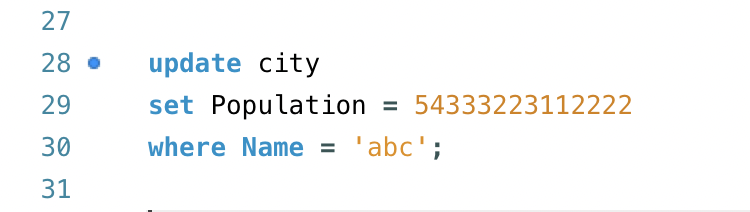 27
28 update city
29 set Population = 54333223112222
30 where Name = 'abc';
31